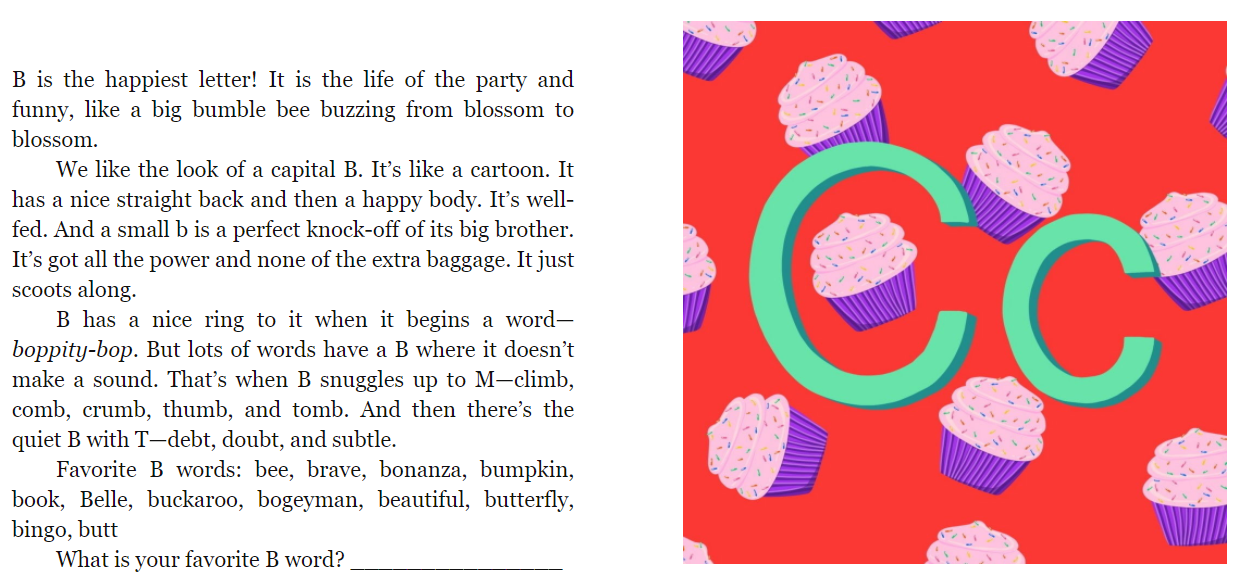 B is the happiest letter! It is the life of the party and
funny, like a big bumble bee buzzing from blossom to
blossom.
We like the look of a capital B. It’s like a cartoon. It
has a nice straight back and then a happy body. It’s well-
fed. And a small b is a perfect knock-off of its big brother.
It’s got all the power and none of the extra baggage. It just
scoots along.
B has a nice ring to it when it begins a word—
boppity-bop. But lots of words have a B where it doesn’t
make a sound. That’s when B snuggles up to M—climb,
comb, crumb, thumb, and tomb. And then there’s the
quiet B with T—debt, doubt, and subtle.
Favorite B words: bee, brave, bonanza, bumpkin,
book, Belle, buckaroo, bogeyman, beautiful, butterfly,
bingo, butt
What is your favorite B word? _________________
Cc